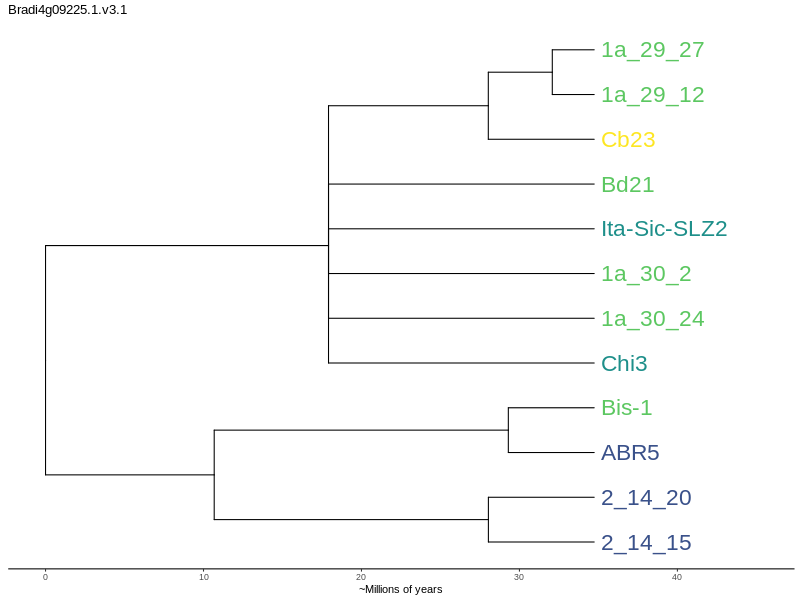 Bradi4g09225.1.v3.1
1a_29_27
1a_29_12
Cb23
Bd21
Ita-Sic-SLZ2
1a_30_2
1a_30_24
Chi3
Bis-1
ABR5
2_14_20
2_14_15
0 10 20 30 40
~Millions of years